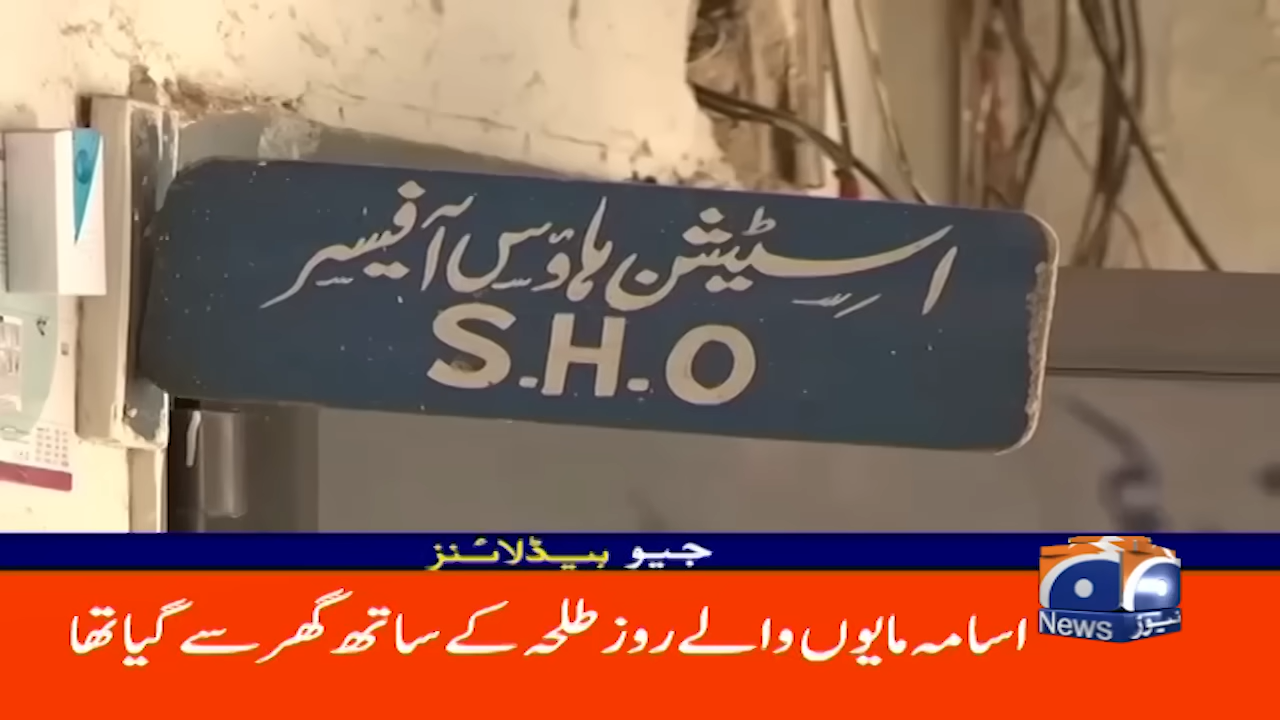 اسٹیشن ہاؤس آفیسر
S.H.O
جیو ہیڈلائنز
اسامہ مایوں والے روز طلحہ کے ساتھ گھر سے گیا تھا
News نیوز